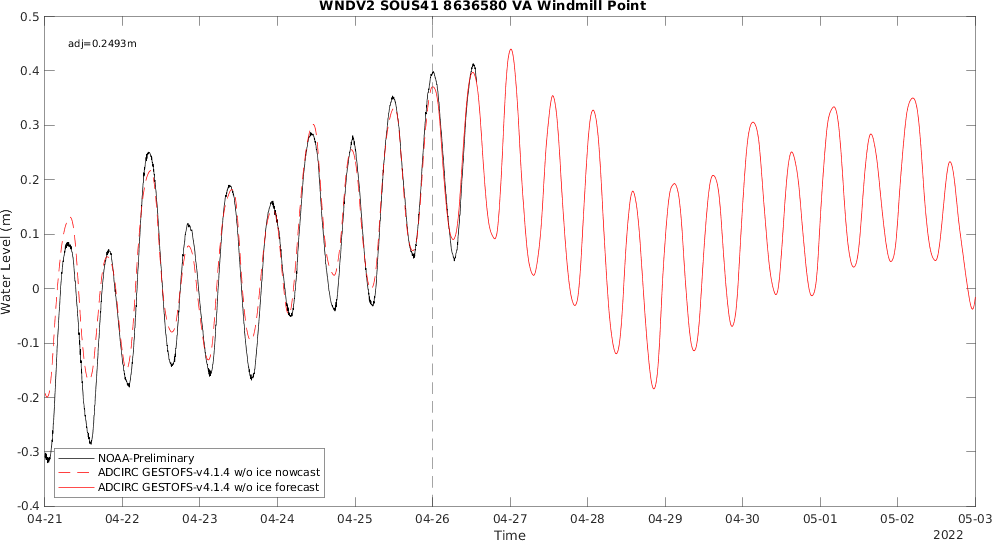 WNDV2 SOUS41 8636580 VA Windmill Point
adj=0.2493m
0.5
0.4
0.3
0.2
0.1
0
-0.1
-0.2
-0.3
-0.4
Water Level (m)
NOAA-Preliminary
ADCIRC GESTOFS-v4.1.4 w/o ice nowcast
ADCIRC GESTOFS-v4.1.4 w/o ice forecast
04-21 04-22 04-23 04-24 04-25 04-26 04-27 04-28 04-29 04-30 05-01 05-02 05-03
Time
2022